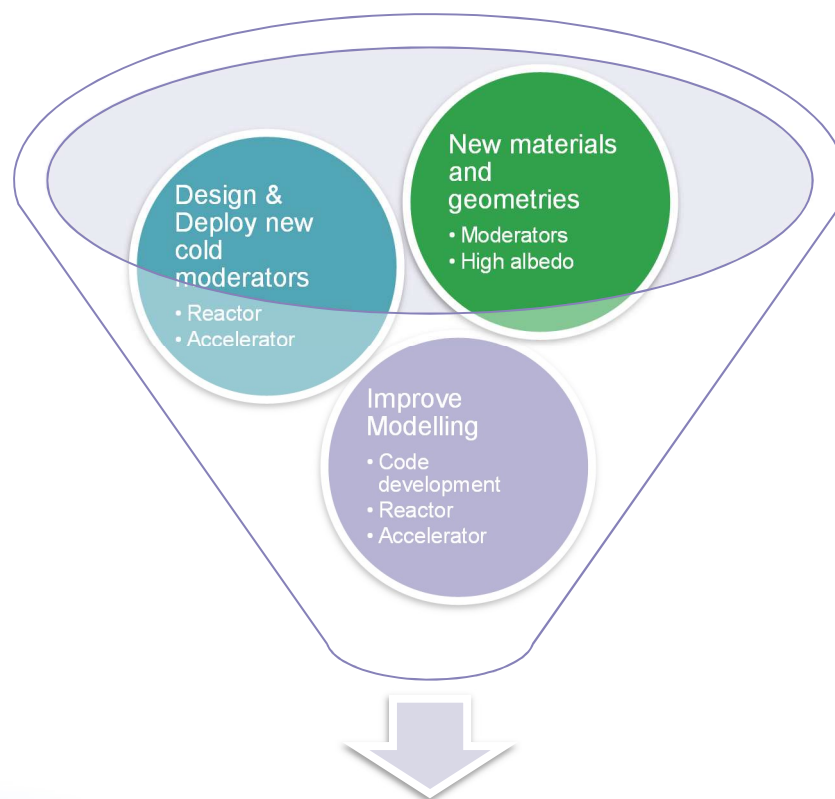 New materials
and
geometries
• Moderators
• High albedo
Design &
Deploy new
cold
moderators
• Reactor
• Accelerator
Improve
Modelling
• Code
development
• Reactor
• Accelerator